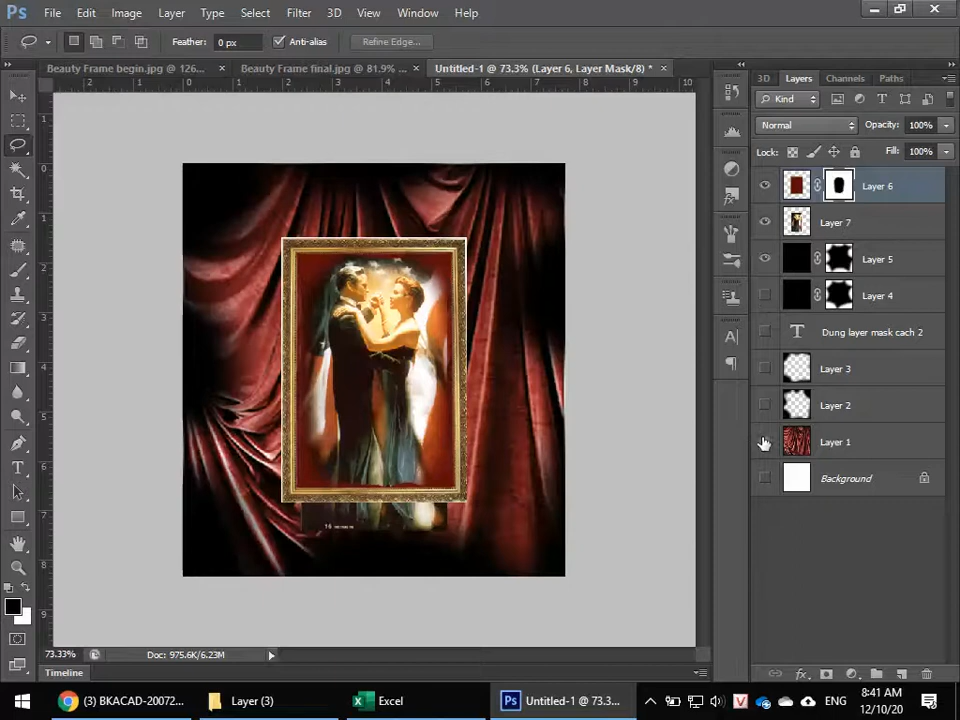 Ps File Edit Image Layer Type Select Filter 3D View Window Help
Feather: 0 px Anti-alias Refine Edge...
Beauty Frame begin.jpg @ 126... × Beauty Frame final.jpg @ 81.9% ... × Untitled-1 @ 73.3% (Layer 6, Layer Mask/8) * ×
3D Layers Channels Paths
Kind
Normal Opacity: 100%
Lock: Fill: 100%
Layer 6
Layer 7
Layer 5
Layer 4
Dung layer mask cach 2
Layer 3
Layer 2
Layer 1
Background
73.33% Doc: 975.6K/6.23M
Timeline
(3) BKACAD-20072... Layer (3) Excel Untitled-1 @ 73.3%... ENG 8:41 AM
12/10/20